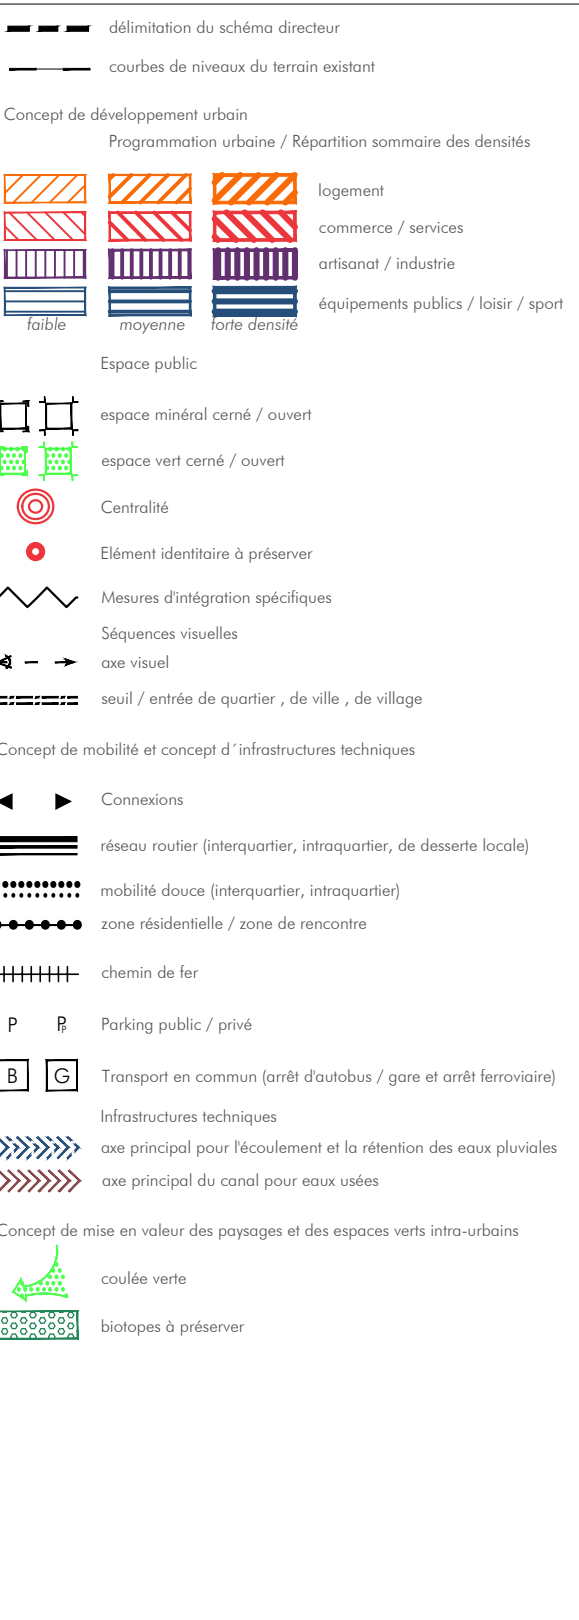 délimitation du schéma directeur
courbes de niveaux du terrain existant
Concept de développement urbain
Programmation urbaine / Répartition sommaire des densités
logement
commerce / services
artisanat / industrie
équipements publics / loisir / sport
faible moyenne forte densité
Espace public
espace minéral cerné / ouvert
espace vert cerné / ouvert
Centralité
Elément identitaire à préserver
Mesures d'intégration spécifiques
Séquences visuelles
axe visuel
seuil / entrée de quartier , de ville , de village
Concept de mobilité et concept d´infrastructures techniques
Connexions
réseau routier (interquartier, intraquartier, de desserte locale)
mobilité douce (interquartier, intraquartier)
zone résidentielle / zone de rencontre
chemin de fer
P Pp Parking public / privé
B G Transport en commun (arrêt d'autobus / gare et arrêt ferroviaire)
Infrastructures techniques
axe principal pour l'écoulement et la rétention des eaux pluviales
axe principal du canal pour eaux usées
Concept de mise en valeur des paysages et des espaces verts intra-urbains
coulée verte
biotopes à préserver